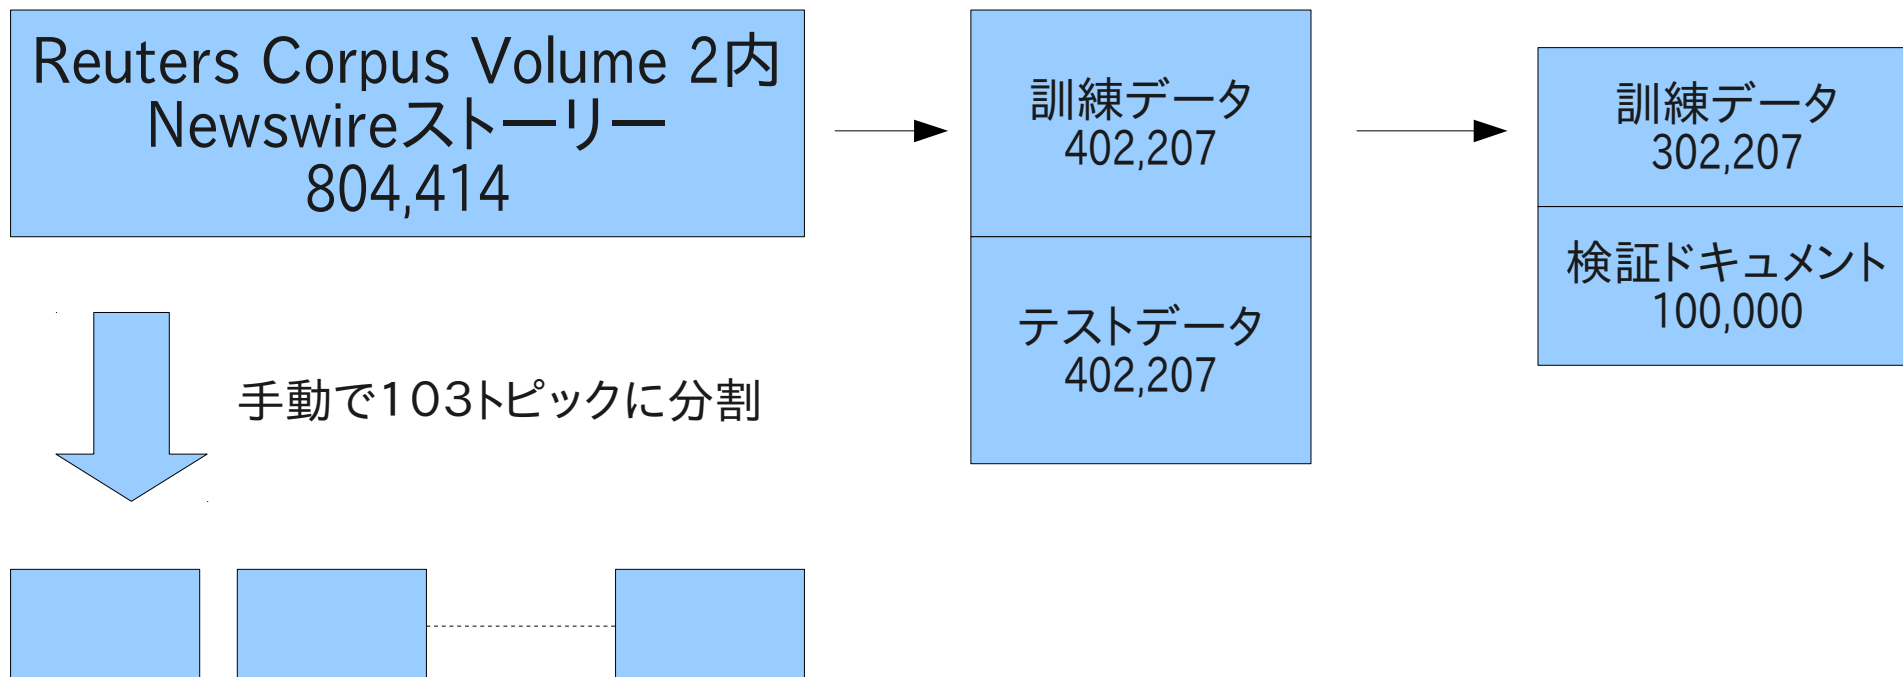 Reuters Corpus Volume 2内
Newswireストーリー
804,414
訓練データ
402,207
テストデータ
402,207
訓練データ
302,207
検証ドキュメント
100,000
手動で103トピックに分割